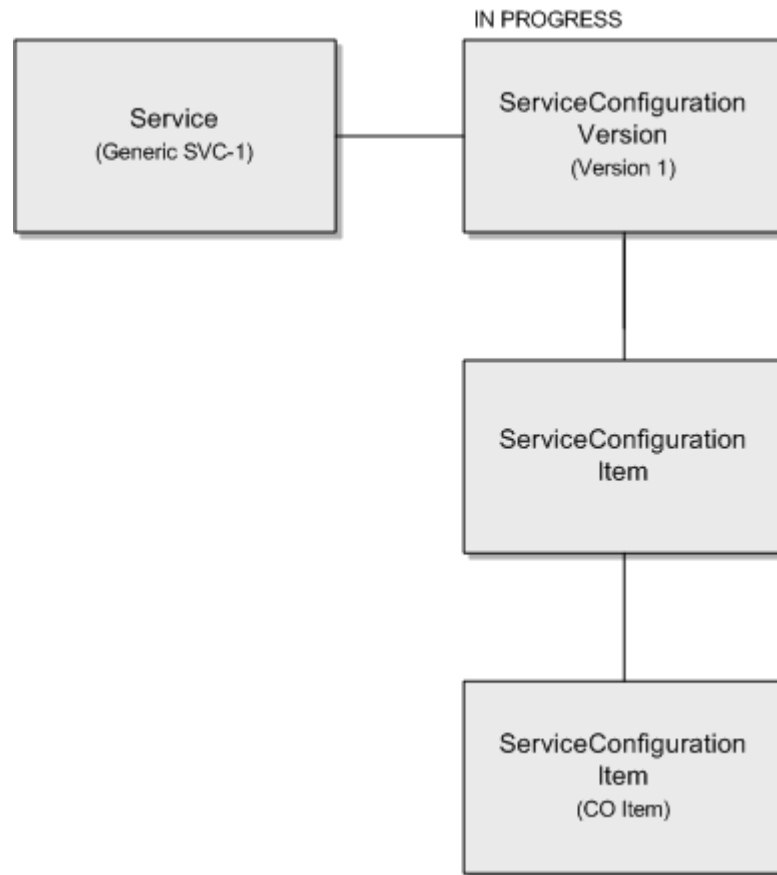 IN PROGRESS
Service
(Generic SVC-1)
ServiceConfiguration
Version
(Version 1)
ServiceConfiguration
Item
ServiceConfiguration
Item
(CO Item)